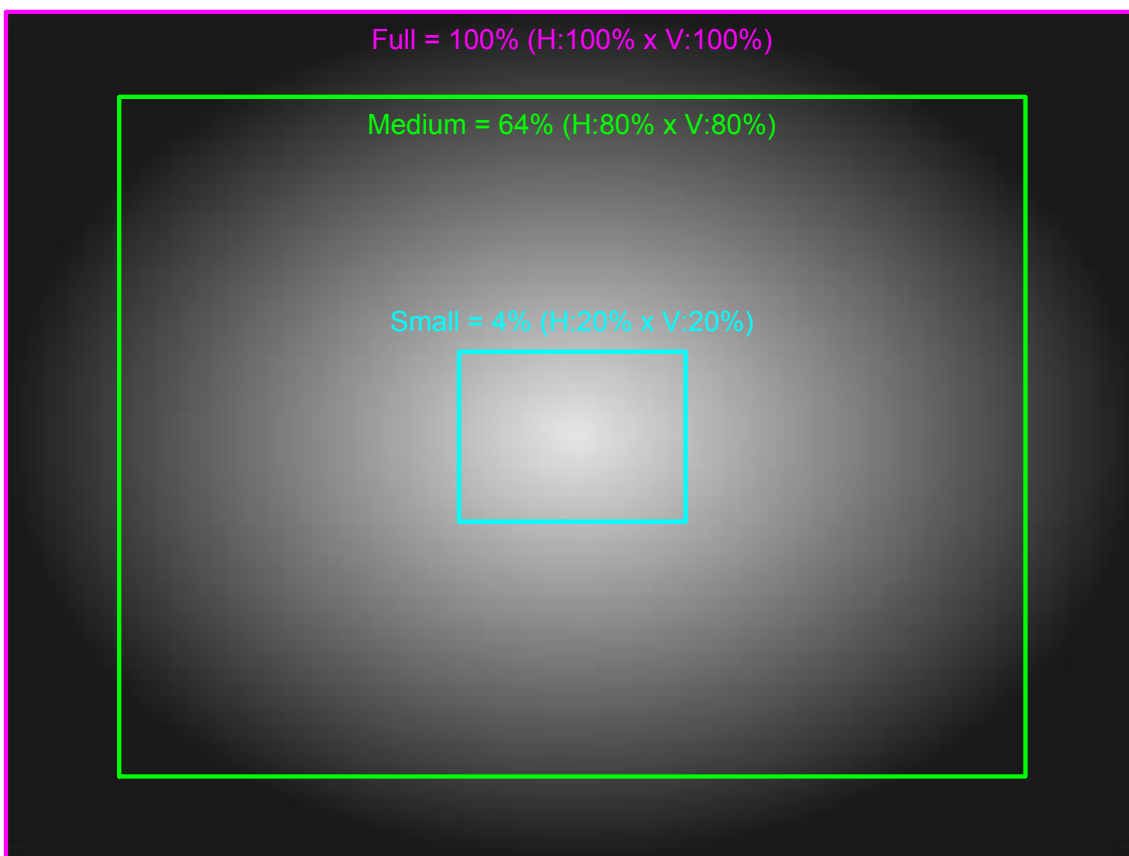 Full = 100% (H:100% x V:100%)
Medium = 64% (H:80% x V:80%)
Small = 4% (H:20% x V:20%)